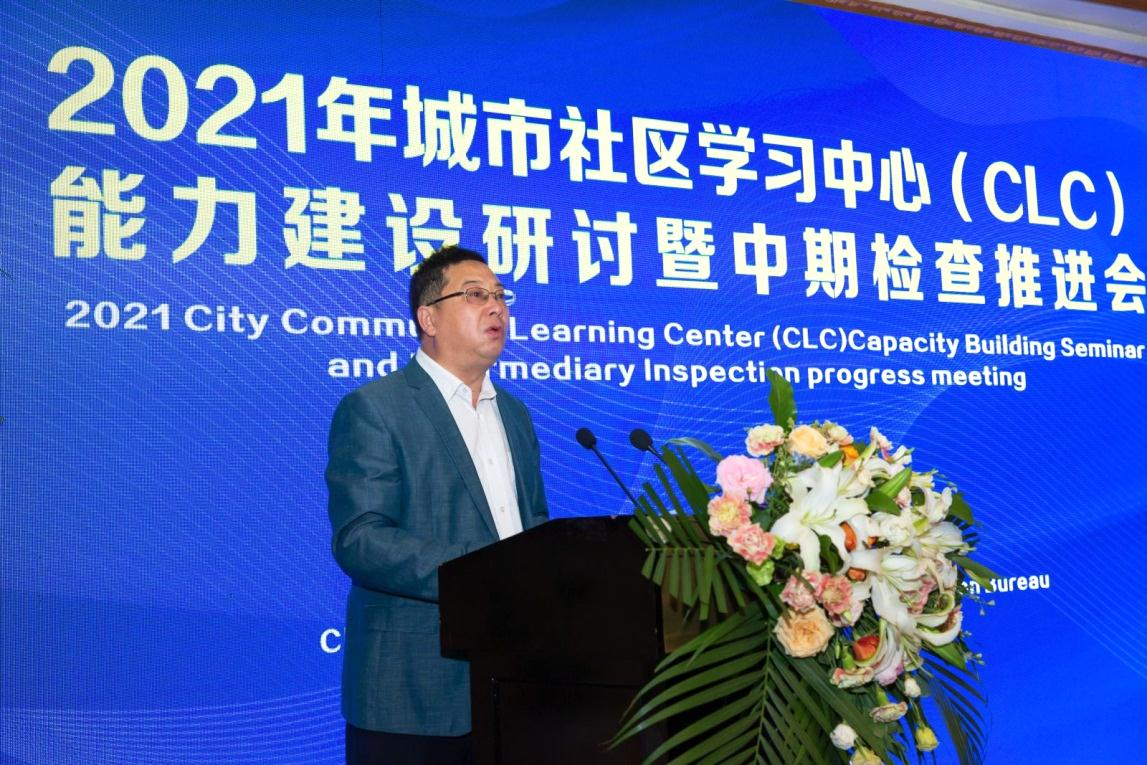 2021年城市社区学习中心（CLC）
能力建设研讨暨中期检查推进会
2021 City Learning Center (CLC)Capacity Building Seminar
and Inspection progress meeting
Bureau